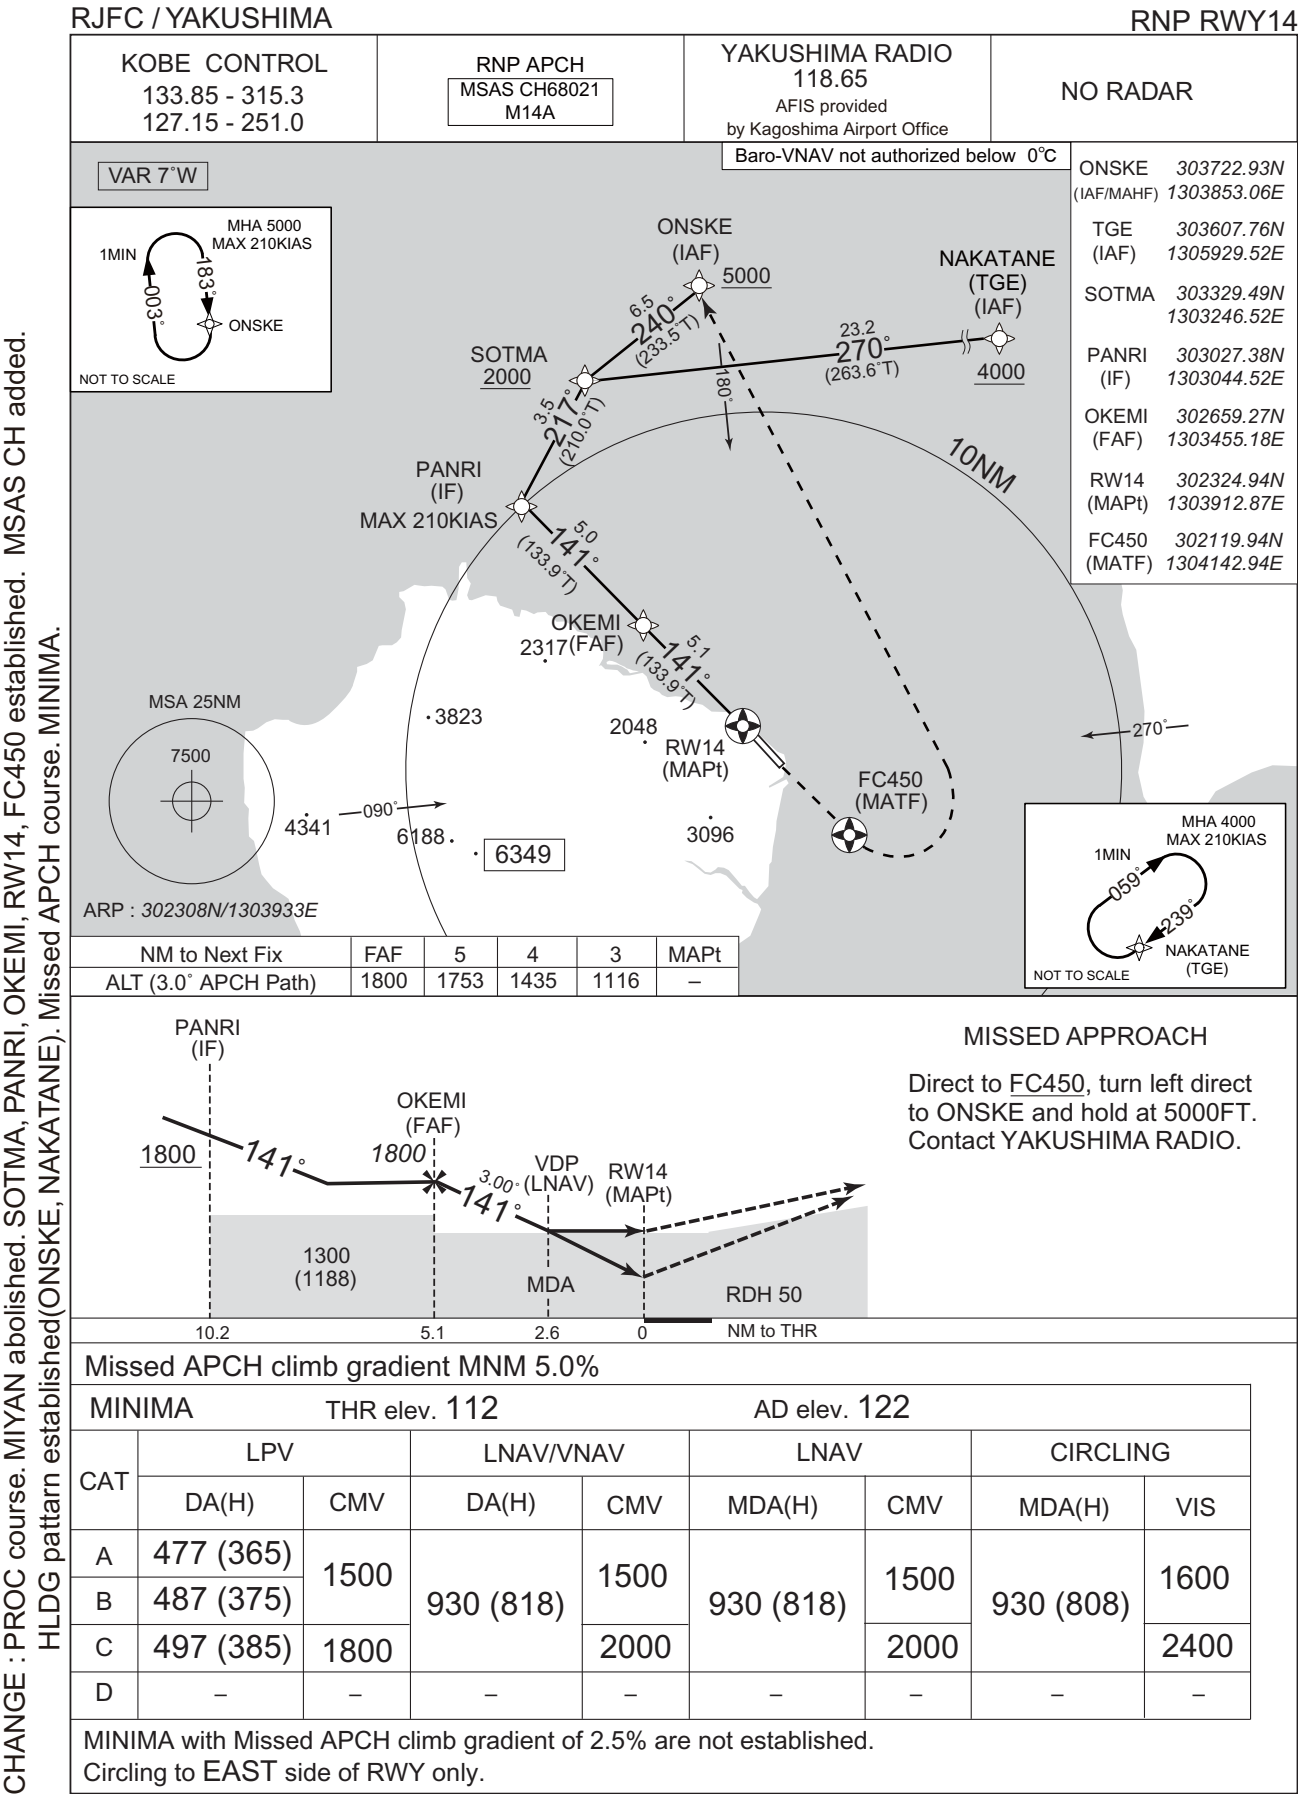 RJFC / YAKUSHIMA
RNP RWY14
KOBE CONTROL
133.85 - 315.3
127.15 - 251.0
RNP APCH
MSAS CH68021
M14A
YAKUSHIMA RADIO
118.65
AFIS provided
by Kagoshima Airport Office
NO RADAR
Baro-VNAV not authorized below 0°C
VAR 7°W
MHA 5000
MAX 210KIAS
1MIN
183°
003°
ONSKE
NOT TO SCALE
ONSKE 303722.93N
(IAF/MAHF) 1303853.06E
TGE 303607.76N
(IAF) 1305929.52E
SOTMA 303329.49N
1303246.52E
PANRI 303027.38N
(IF) 1303044.52E
OKEMI 302659.27N
(FAF) 1303455.18E
RW14 302324.94N
(MAPt) 1303912.87E
FC450 302119.94N
(MATF) 1304142.94E
ONSKE
(IAF)
5000
NAKATANE
(TGE)
(IAF)
4000
6.5
240°
(233.5°T)
23.2
270°
(263.6°T)
SOTMA
2000
180°
3.5
217°
(210.0°T)
10NM
PANRI
(IF)
MAX 210KIAS
5.0
141°
(133.9°T)
OKEMI
(FAF)
2317
5.1
141°
(133.9°T)
MSA 25NM
7500
3823
2048
RW14
(MAPt)
270°
FC450
(MATF)
090°
4341
6188
6349
3096
MHA 4000
MAX 210KIAS
1MIN
059°
239°
NAKATANE
(TGE)
NOT TO SCALE
ARP : 302308N/1303933E
NM to Next Fix FAF 5 4 3 MAPt
ALT (3.0° APCH Path) 1800 1753 1435 1116 –
PANRI
(IF)
OKEMI
(FAF)
1800
141°
1800
3.00°
141°
VDP
(LNAV)
RW14
(MAPt)
1300
(1188)
MDA
RDH 50
10.2 5.1 2.6 0 NM to THR
MISSED APPROACH
Direct to FC450, turn left direct
to ONSKE and hold at 5000FT.
Contact YAKUSHIMA RADIO.
Missed APCH climb gradient MNM 5.0%
MINIMA THR elev. 112 AD elev. 122
CAT LPV LNAV/VNAV LNAV CIRCLING
DA(H) CMV DA(H) CMV MDA(H) CMV MDA(H) VIS
A 477 (365) 1500 930 (818) 1500 930 (818) 1500 930 (808) 1600
B 487 (375)
C 497 (385) 1800 2000 2000 2400
D – – – – – – – –
MINIMA with Missed APCH climb gradient of 2.5% are not established.
Circling to EAST side of RWY only.
CHANGE : PROC course. MIYAN abolished. SOTMA, PANRI, OKEMI, RW14, FC450 established. MSAS CH added.
HLDG pattarn established(ONSKE, NAKATANE). Missed APCH course. MINIMA.